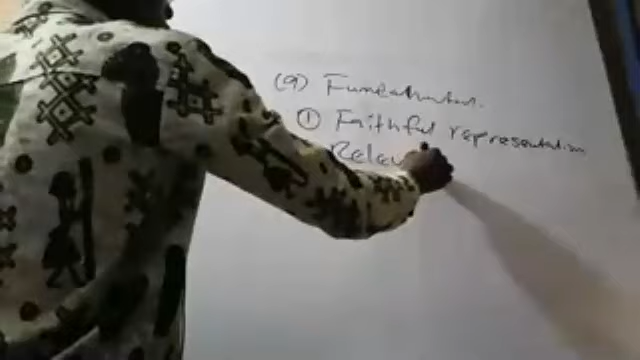 (a) Fundamental.
① Faithful representation
Relev